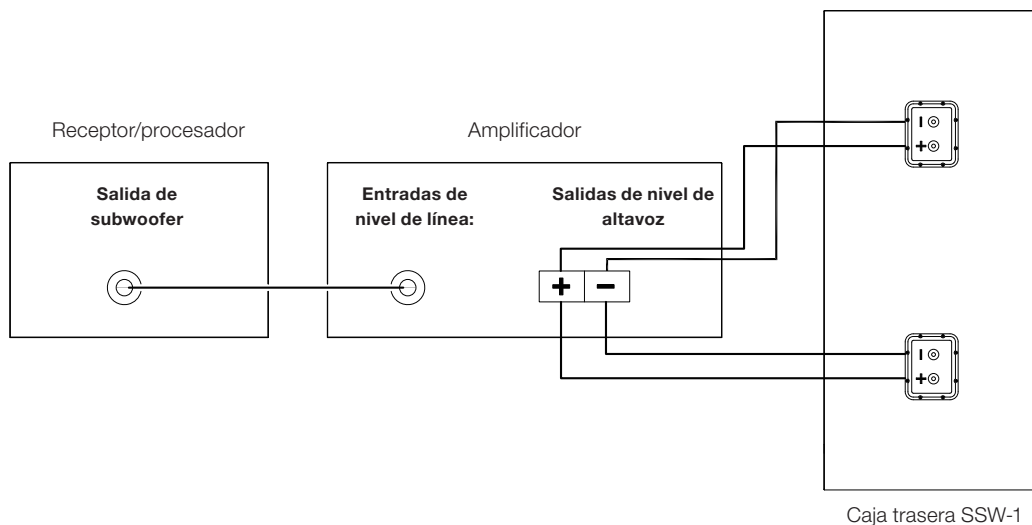 Receptor/procesador
Amplificador
Salida de
subwoofer
Entradas de
nivel de línea:
Salidas de nivel de
altavoz
+ −
− +
− +
Caja trasera SSW-1